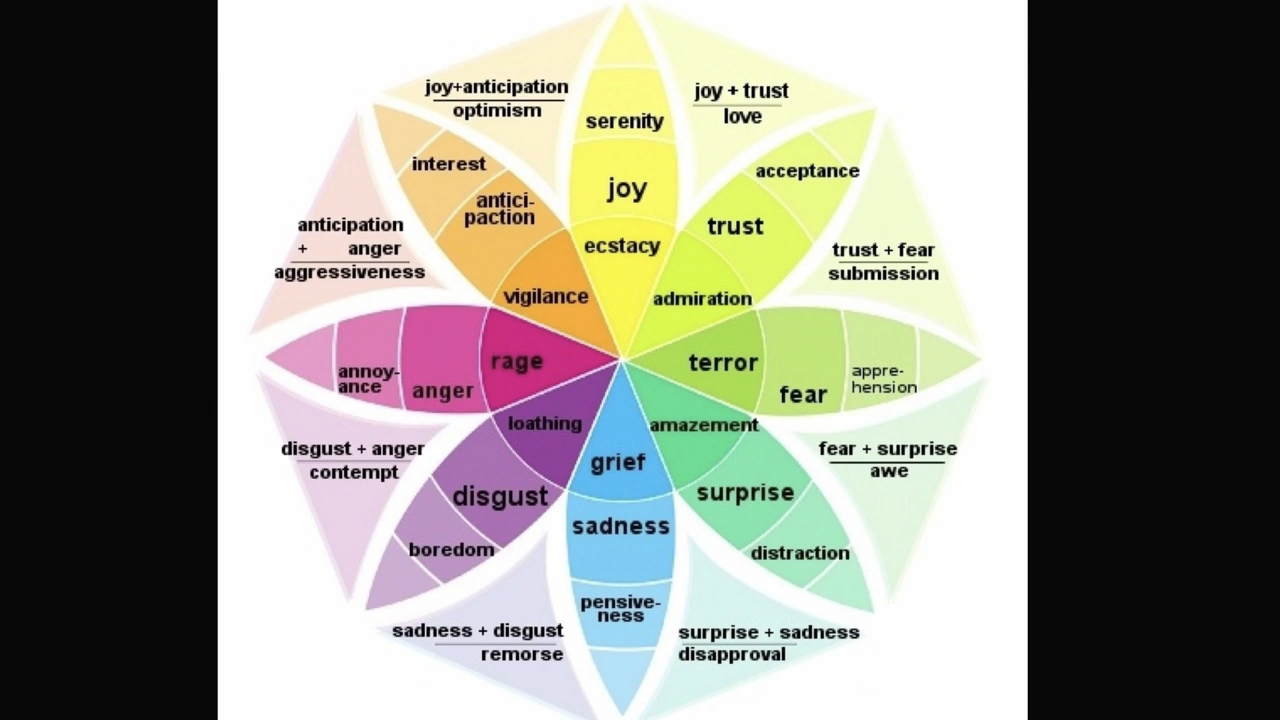 joy+anticipation
optimism
joy + trust
love
serenity
interest
acceptance
joy
antici-
paction
trust
anticipation
+ anger
aggressiveness
ecstacy
trust + fear
submission
vigilance
admiration
rage
terror
annoy-
ance
anger
fear
appre-
hension
loathing
amazement
disgust + anger
contempt
grief
fear + surprise
awe
disgust
surprise
sadness
boredom
distraction
pensive-
ness
sadness + disgust
remorse
surprise + sadness
disapproval